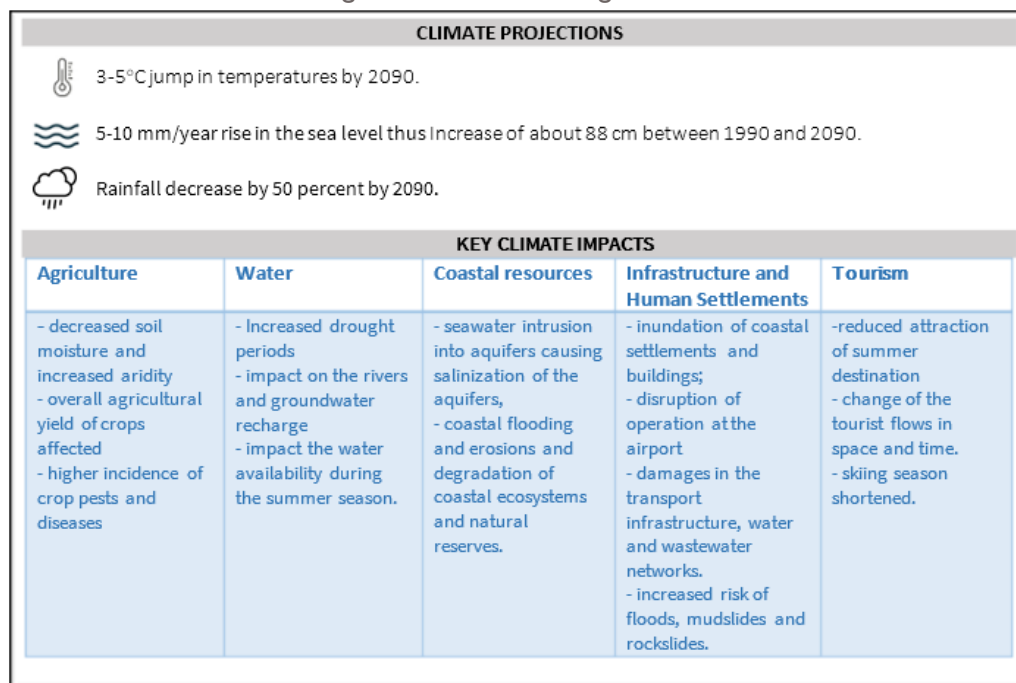 CLIMATE PROJECTIONS
3-5°C jump in temperatures by 2090.
5-10 mm/year rise in the sea level thus Increase of about 88 cm between 1990 and 2090.
Rainfall decrease by 50 percent by 2090.
KEY CLIMATE IMPACTS
Agriculture
- decreased soil
moisture and
increased aridity
- overall agricultural
yield of crops
affected
- higher incidence of
crop pests and
diseases
Water
- Increased drought
periods
- impact on the rivers
and groundwater
recharge
- impact the water
availability during
the summer season.
Coastal resources
- seawater intrusion
into aquifers causing
salinization of the
aquifers,
- coastal flooding
and erosions and
degradation of
coastal ecosystems
and natural
reserves.
Infrastructure and
Human Settlements
- inundation of coastal
settlements and
buildings;
- disruption of
operation at the
airport
- damages in the
transport
infrastructure, water
and wastewater
networks.
- increased risk of
floods, mudslides and
rockslides.
Tourism
-reduced attraction
of summer
destination
- change of the
tourist flows in
space and time.
- skiing season
shortened.